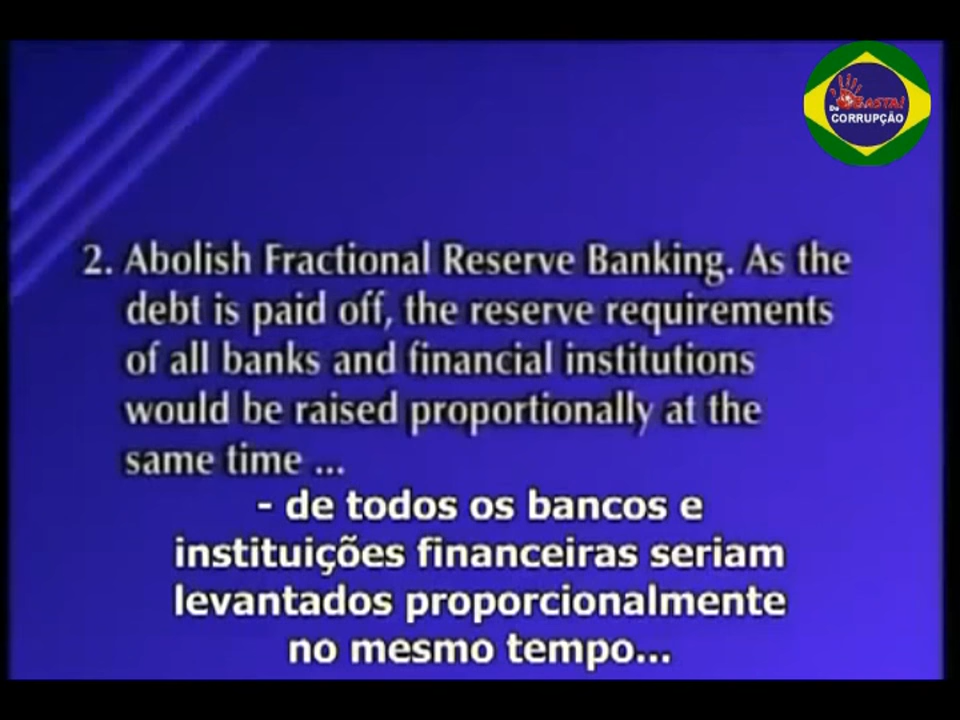 BASTA!
De
CORRUPÇÃO
2. Abolish Fractional Reserve Banking. As the
debt is paid off, the reserve requirements
of all banks and financial institutions
would be raised proportionally at the
same time ...
- de todos os bancos e
instituições financeiras seriam
levantados proporcionalmente
no mesmo tempo...